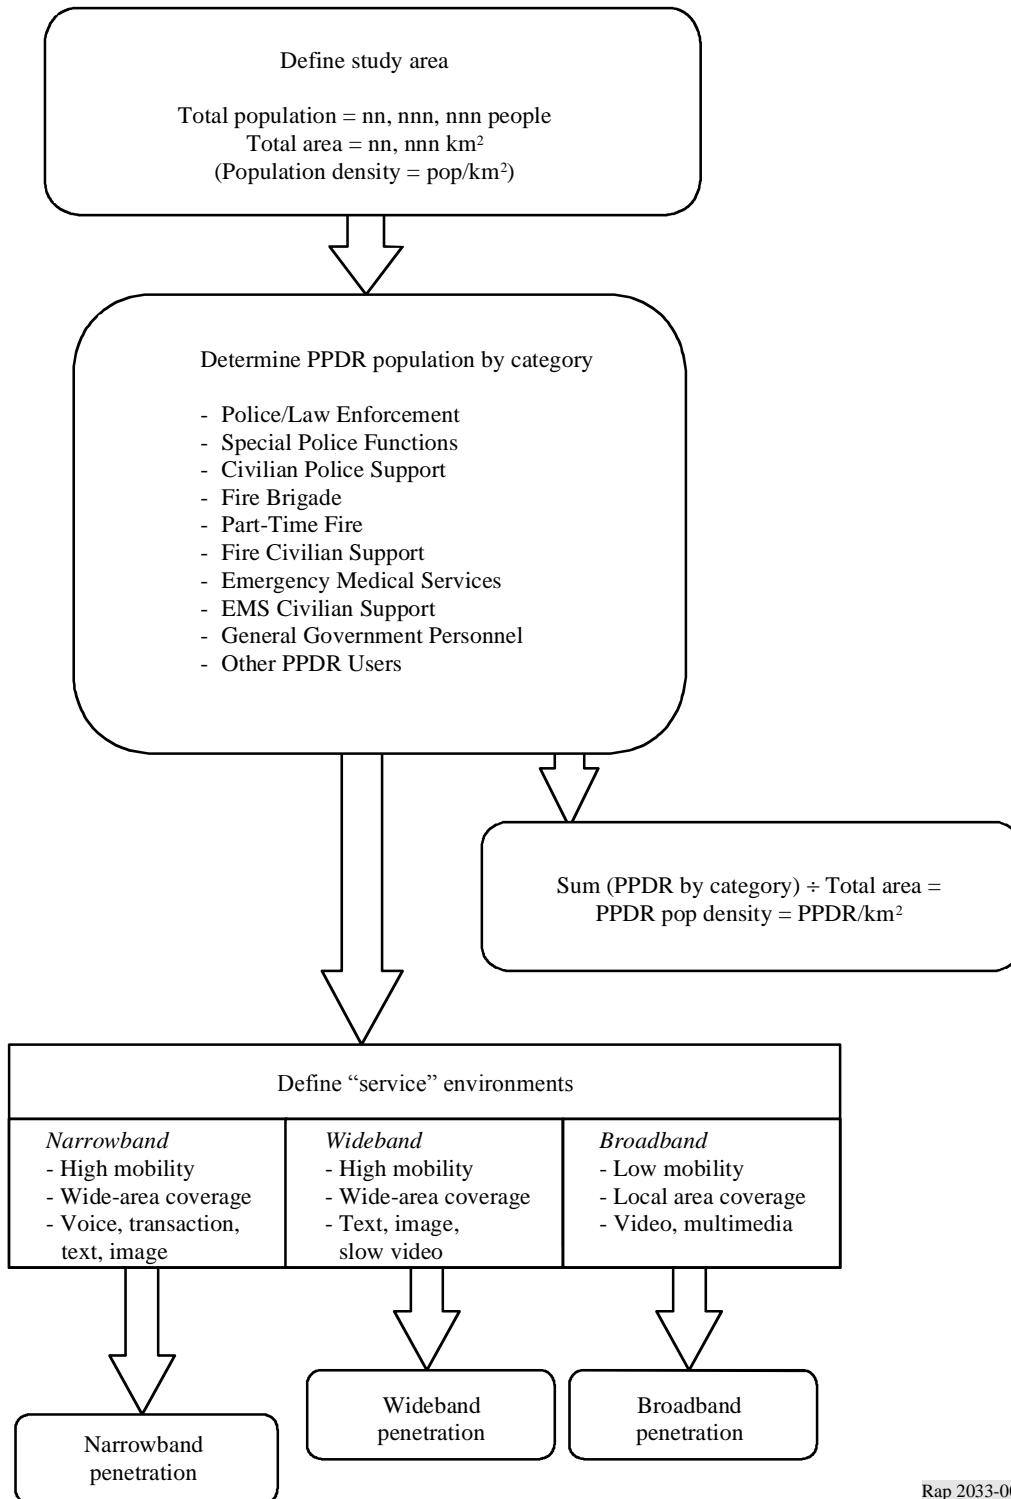 Define study area
Total population = nn, nnn, nnn people
Total area = nn, nnn km²
(Population density = pop/km²)
Determine PPDR population by category
- Police/Law Enforcement
- Special Police Functions
- Civilian Police Support
- Fire Brigade
- Part-Time Fire
- Fire Civilian Support
- Emergency Medical Services
- EMS Civilian Support
- General Government Personnel
- Other PPDR Users
Sum (PPDR by category) ÷ Total area =
PPDR pop density = PPDR/km²
Define “service” environments
Narrowband
- High mobility
- Wide-area coverage
- Voice, transaction,
text, image
Wideband
- High mobility
- Wide-area coverage
- Text, image,
slow video
Broadband
- Low mobility
- Local area coverage
- Video, multimedia
Narrowband
penetration
Wideband
penetration
Broadband
penetration
Rap 2033-00